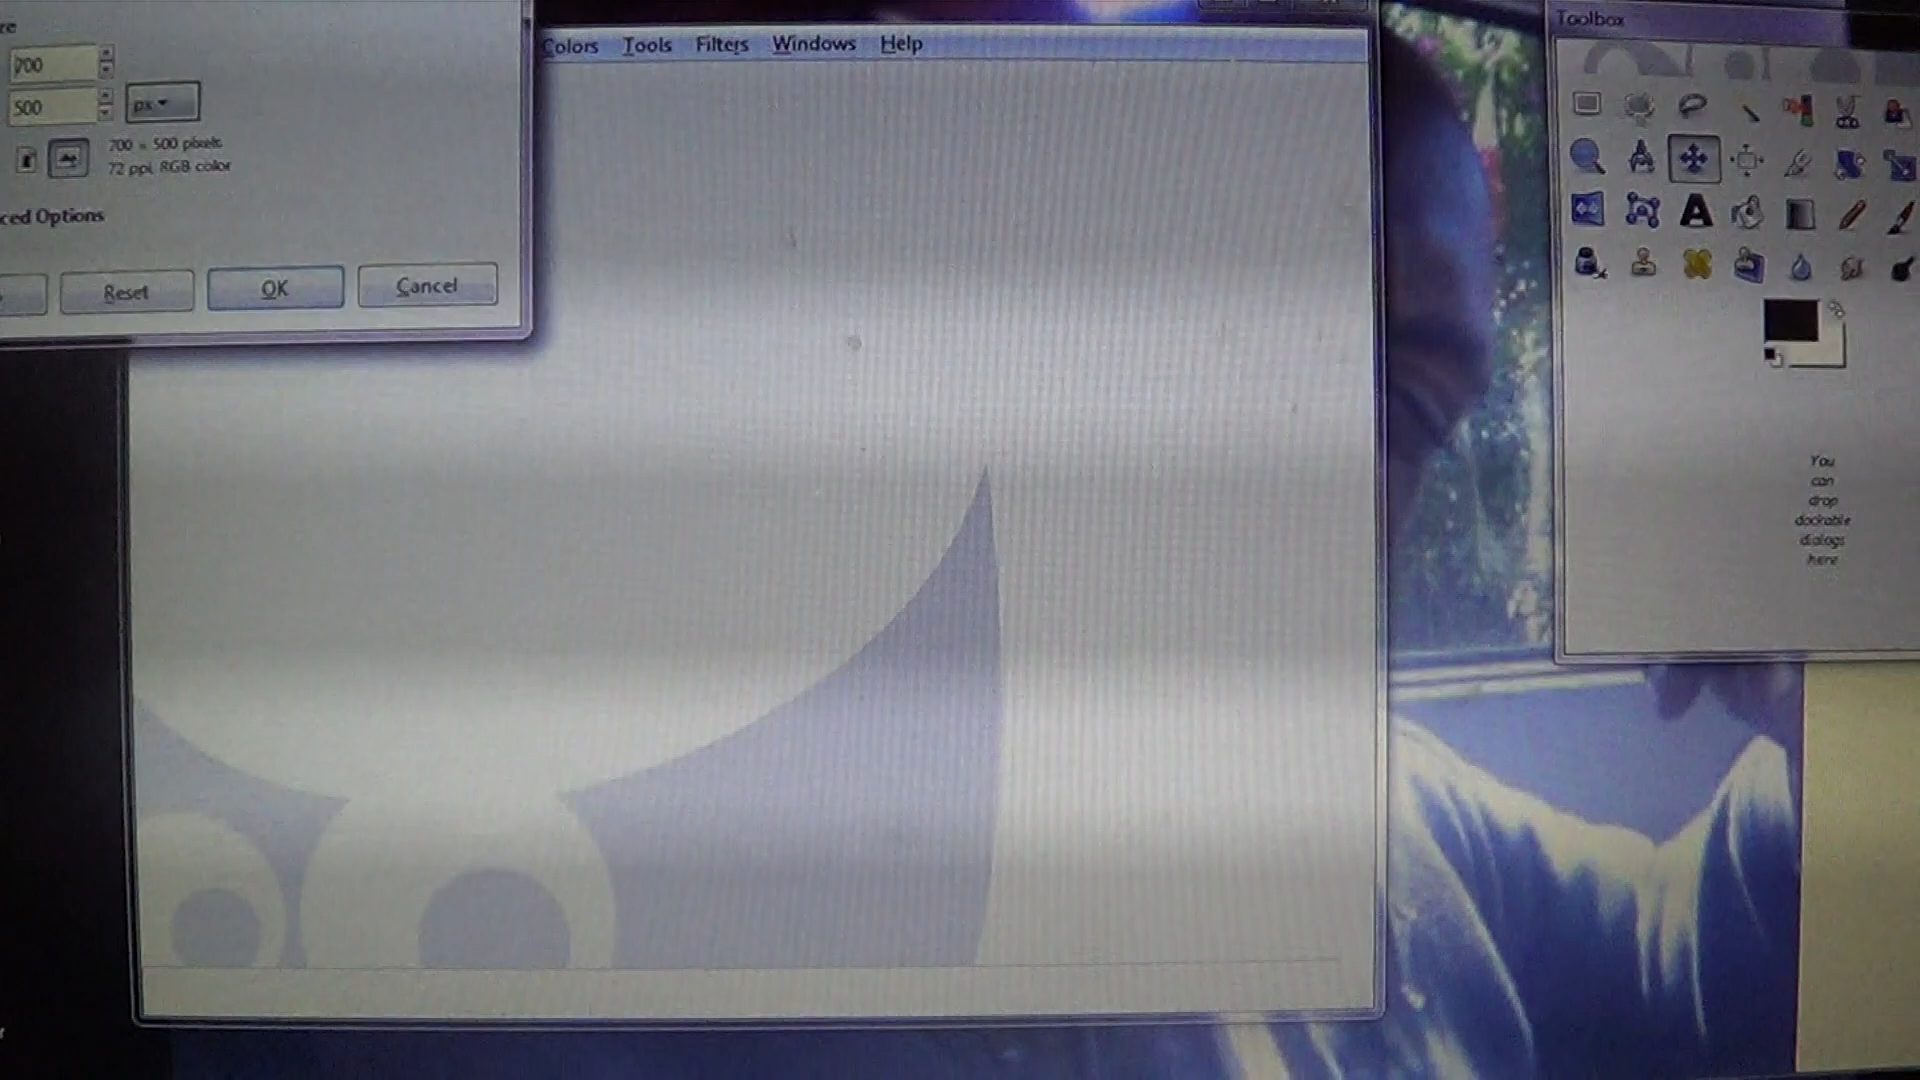 700
500
px
700 × 500 pixels
72 ppi, RGB color
ced Options
Reset
OK
Cancel
Colors Tools Filters Windows Help
Toolbox
You
can
drop
dockable
dialogs
here